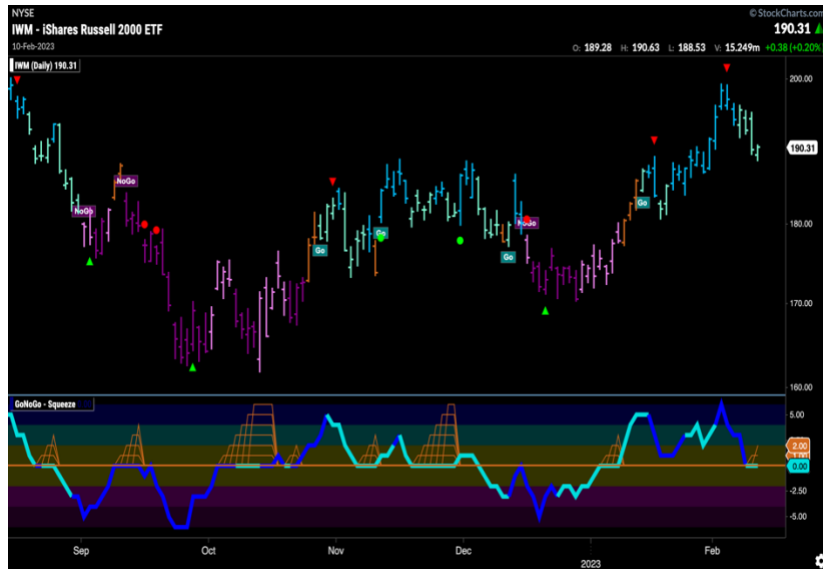 NYSE
© StockCharts.com
IWM - iShares Russell 2000 ETF
190.31
10-Feb-2023
O: 189.28 H: 190.63 L: 188.53 V: 15.249m +0.38 (+0.20%)
IWM (Daily) 190.31
200.00
190.31
NoGo
NoGo
Go
Go
Go
NoGo
Go
180.00
170.00
160.00
GoNoGo - Squeeze
5.00
2.00
1.00
0.00
-2.50
-5.00
Sep Oct Nov Dec 2023 Feb